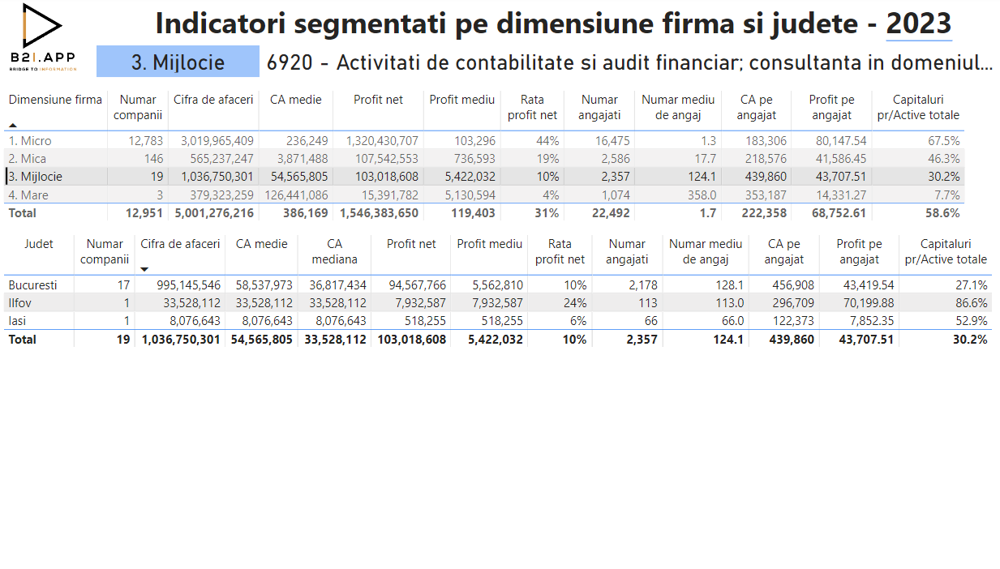 Indicatori segmentati pe dimensiune firma si judete - 2023
B2I.APP
BRIDGE TO INFORMATION
3. Mijlocie 6920 - Activitati de contabilitate si audit financiar; consultanta in domeniul...
Dimensiune firma Numar companii Cifra de afaceri CA medie Profit net Profit mediu Rata profit net Numar angajati Numar mediu de angaj CA pe angajat Profit pe angajat Capitaluri pr/Active totale
1. Micro 12,783 3,019,965,409 236,249 1,320,430,707 103,296 44% 16,475 1.3 183,306 80,147.54 67.5%
2. Mica 146 565,237,247 3,871,488 107,542,553 736,593 19% 2,586 17.7 218,576 41,586.45 46.3%
3. Mijlocie 19 1,036,750,301 54,565,805 103,018,608 5,422,032 10% 2,357 124.1 439,860 43,707.51 30.2%
4. Mare 3 379,323,259 126,441,086 15,391,782 5,130,594 4% 1,074 358.0 353,187 14,331.27 7.7%
Total 12,951 5,001,276,216 386,169 1,546,383,650 119,403 31% 22,492 1.7 222,358 68,752.61 58.6%
Judet Numar companii Cifra de afaceri CA medie CA mediana Profit net Profit mediu Rata profit net Numar angajati Numar mediu de angaj CA pe angajat Profit pe angajat Capitaluri pr/Active totale
Bucuresti 17 995,145,546 58,537,973 36,817,434 94,567,766 5,562,810 10% 2,178 128.1 456,908 43,419.54 27.1%
Ilfov 1 33,528,112 33,528,112 33,528,112 7,932,587 7,932,587 24% 113 113.0 296,709 70,199.88 86.6%
Iasi 1 8,076,643 8,076,643 8,076,643 518,255 518,255 6% 66 66.0 122,373 7,852.35 52.9%
Total 19 1,036,750,301 54,565,805 33,528,112 103,018,608 5,422,032 10% 2,357 124.1 439,860 43,707.51 30.2%